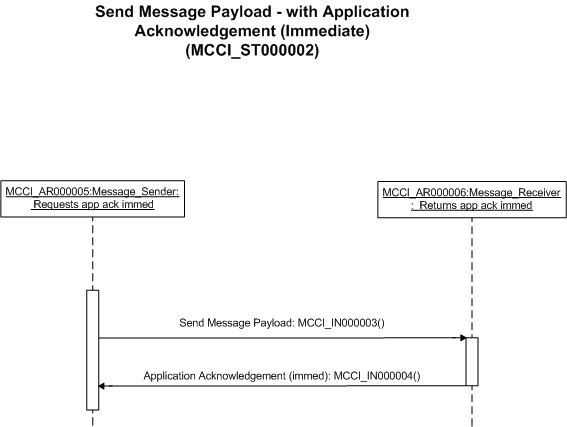 Send Message Payload - with Application
Acknowledgement (Immediate)
(MCCI_ST000002)
MCCI_AR000005:Message_Sender:
Requests app ack immed
MCCI_AR000006:Message_Receiver
: Returns app ack immed
Send Message Payload: MCCI_IN000003()
Application Acknowledgement (immed): MCCI_IN000004()